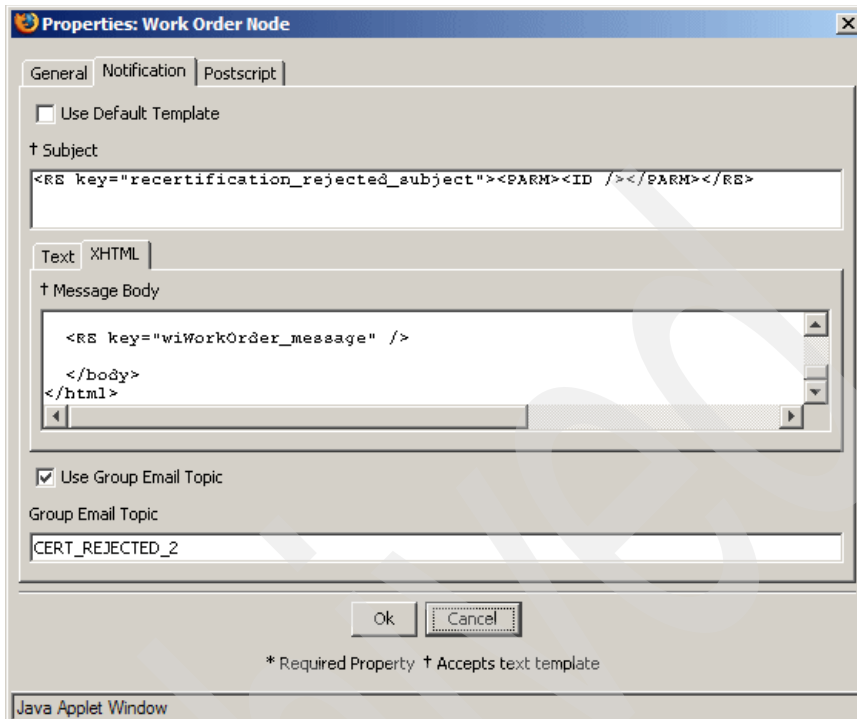 Properties: Work Order Node
General Notification Postscript
Use Default Template
† Subject
<RE key="recertification_rejected_subject"><PARM><ID /></PARM></RE>
Text XHTML
† Message Body
<RE key="wiWorkOrder_message" />
</body>
</html>
Use Group Email Topic
Group Email Topic
CERT_REJECTED_2
Ok Cancel
* Required Property † Accepts text template
Java Applet Window